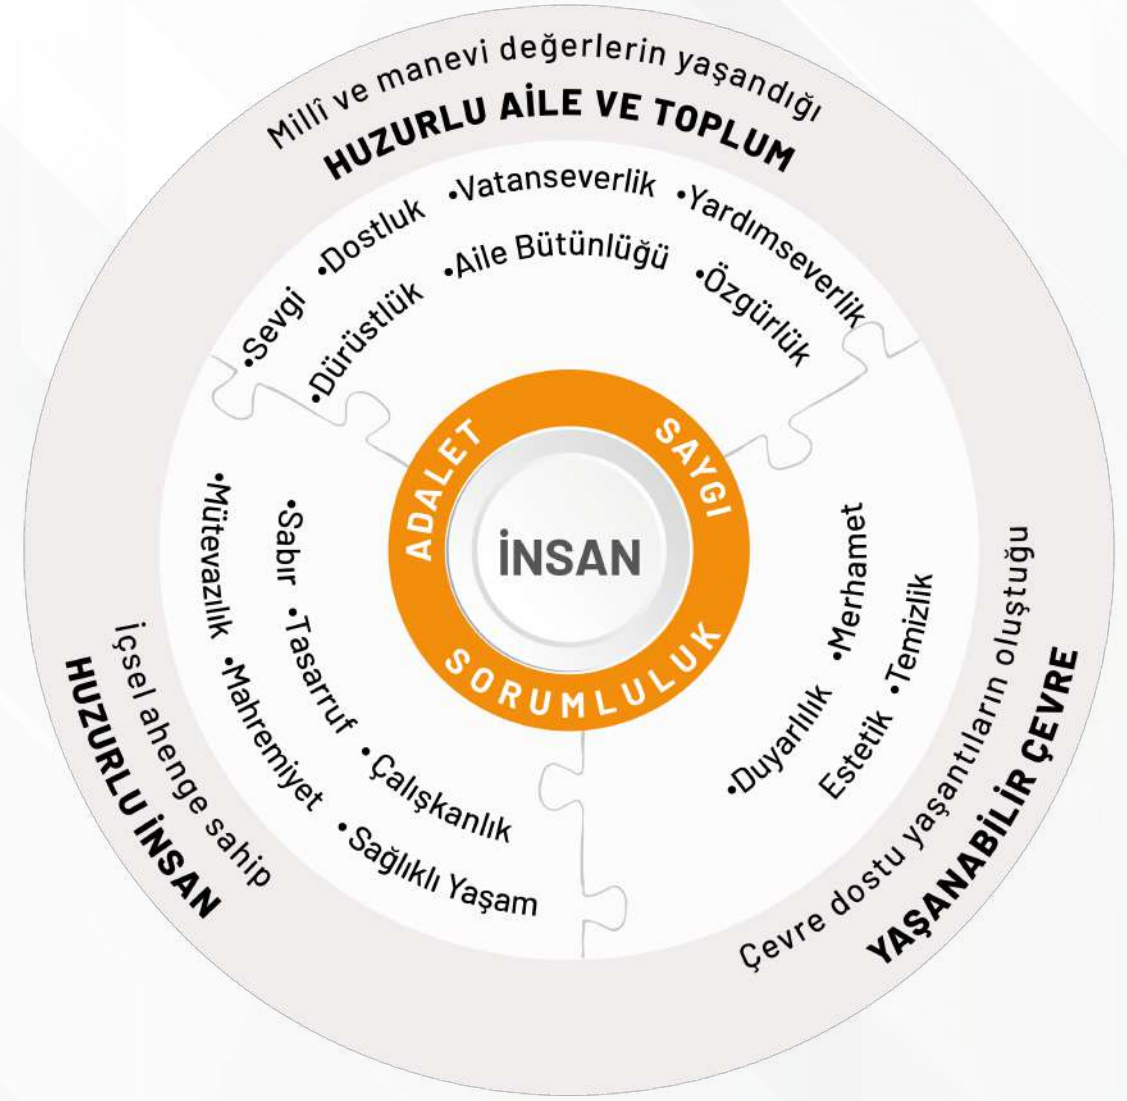 Millî ve manevi değerlerin yaşandığı
HUZURLU AİLE VE TOPLUM
•Sevgi •Dostluk •Vatanseverlik •Yardımseverlik
•Dürüstlük •Aile Bütünlüğü •Özgürlük
ADALET
SAYGI
SORUMLULUK
İNSAN
•Sabır •Tasarruf •Çalışkanlık
•Mütevazılık •Mahremiyet •Sağlıklı Yaşam
İçsel ahenge sahip
HUZURLU İNSAN
•Duyarlılık •Merhamet
Estetik •Temizlik
Çevre dostu yaşantıların oluştuğu
YAŞANABİLİR ÇEVRE